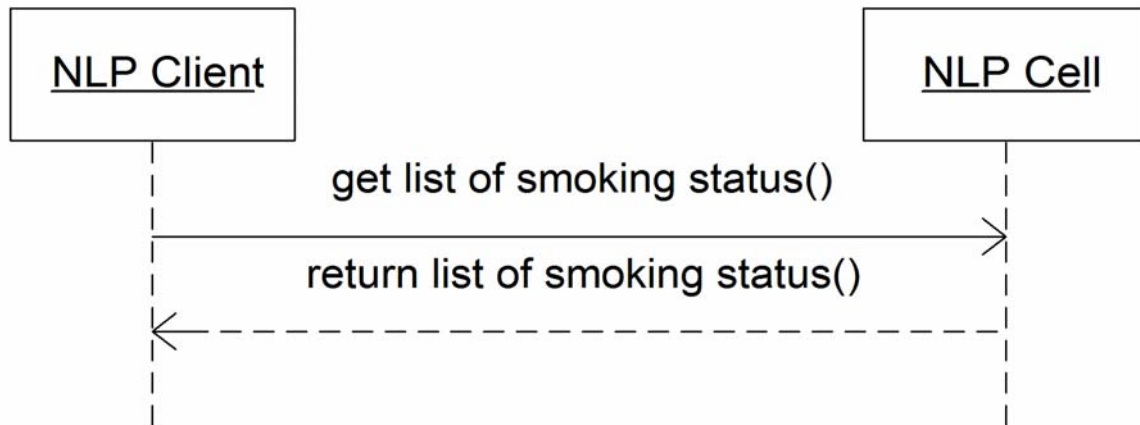 NLP Client
NLP Cell
get list of smoking status()
return list of smoking status()